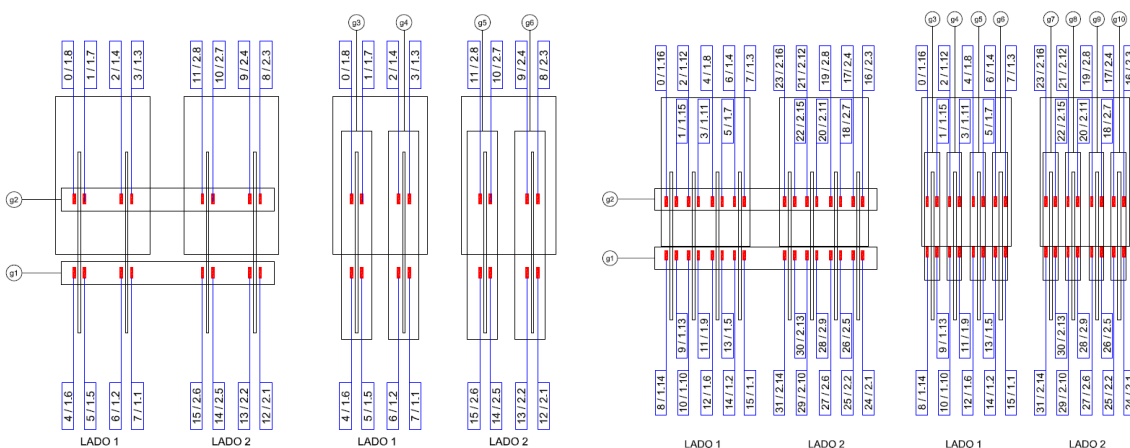 g3 g4 g5 g6
g3 g4 g5 g6 g7 g8 g9 g10
0 / 1.8 1 / 1.7 2 / 1.4 3 / 1.3 11 / 2.8 10 / 2.7 9 / 2.4 8 / 2.3
0 / 1.8 1 / 1.7 2 / 1.4 3 / 1.3 11 / 2.8 10 / 2.7 9 / 2.4 8 / 2.3
0 / 1.16 2 / 1.12 4 / 1.8 6 / 1.4 7 / 1.3 23 / 2.16 21 / 2.12 19 / 2.8 17 / 2.4 16 / 2.3
0 / 1.16 2 / 1.12 4 / 1.8 6 / 1.4 7 / 1.3 23 / 2.16 21 / 2.12 19 / 2.8 17 / 2.4 16 / 2.3
1 / 1.15 3 / 1.11 5 / 1.7 22 / 2.15 20 / 2.11 18 / 2.7
1 / 1.15 3 / 1.11 5 / 1.7 22 / 2.15 20 / 2.11 18 / 2.7
g2
g2
g1
g1
9 / 1.13 11 / 1.9 13 / 1.5 30 / 2.13 28 / 2.9 26 / 2.5
9 / 1.13 11 / 1.9 13 / 1.5 30 / 2.13 28 / 2.9 26 / 2.5
4 / 1.6 5 / 1.5 6 / 1.2 7 / 1.1 15 / 2.6 14 / 2.5 13 / 2.2 12 / 2.1
4 / 1.6 5 / 1.5 6 / 1.2 7 / 1.1 15 / 2.6 14 / 2.5 13 / 2.2 12 / 2.1
8 / 1.14 10 / 1.10 12 / 1.6 14 / 1.2 15 / 1.1 31 / 2.14 29 / 2.10 27 / 2.6 25 / 2.2 24 / 2.1
8 / 1.14 10 / 1.10 12 / 1.6 14 / 1.2 15 / 1.1 31 / 2.14 29 / 2.10 27 / 2.6 25 / 2.2 24 / 2.1
LADO 1 LADO 2 LADO 1 LADO 2 LADO 1 LADO 2 LADO 1 LADO 2